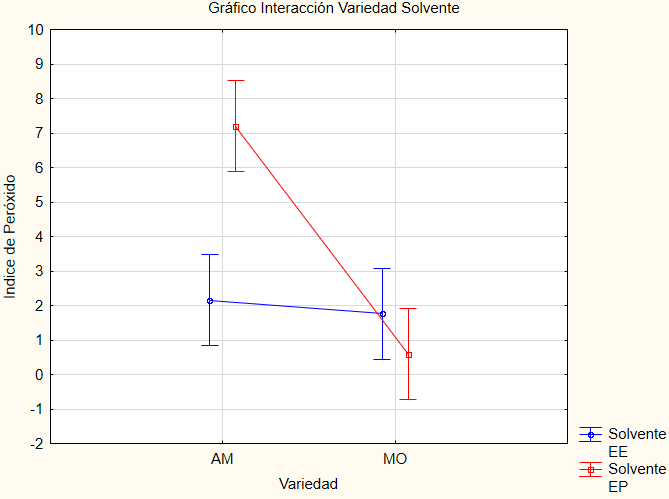 Gráfico Interacción Variedad Solvente
10
9
8
7
6
5
4
3
2
1
0
-1
-2
Indice de Peróxido
AM
MO
Variedad
Solvente
EE
Solvente
EP